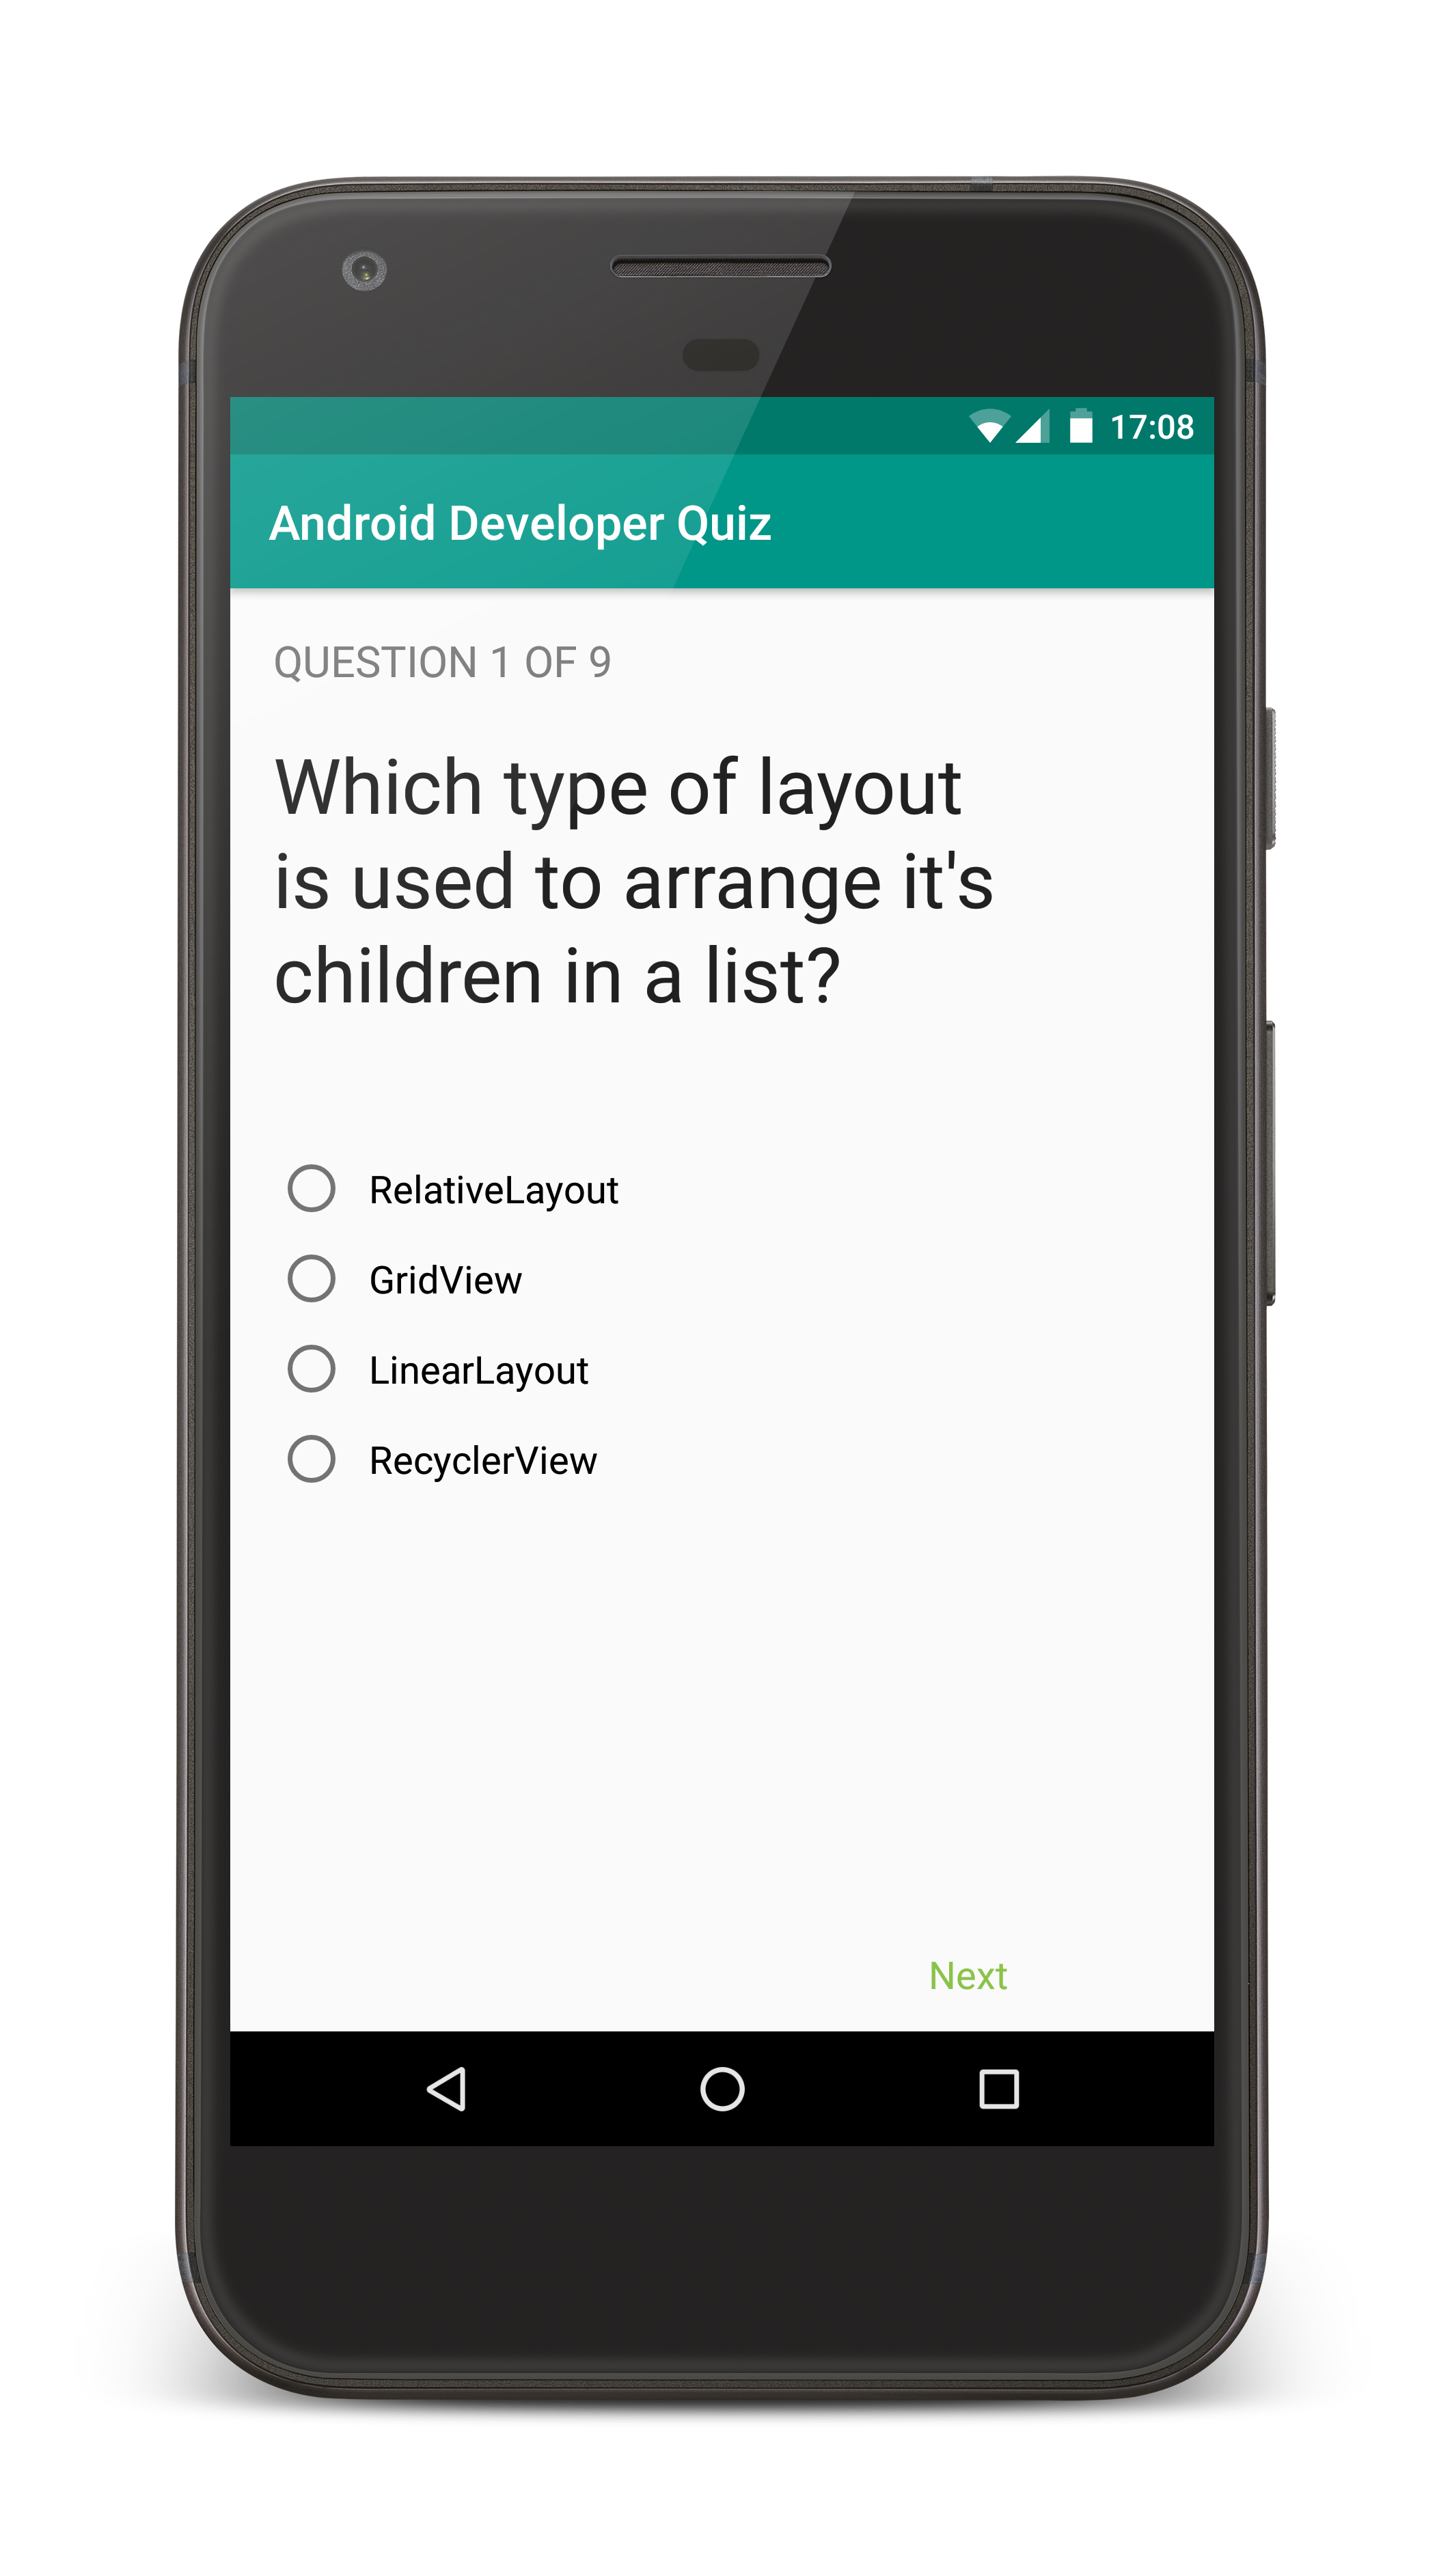 17:08
Android Developer Quiz
QUESTION 1 OF 9
Which type of layout
is used to arrange it's
children in a list?
RelativeLayout
GridView
LinearLayout
RecyclerView
Next